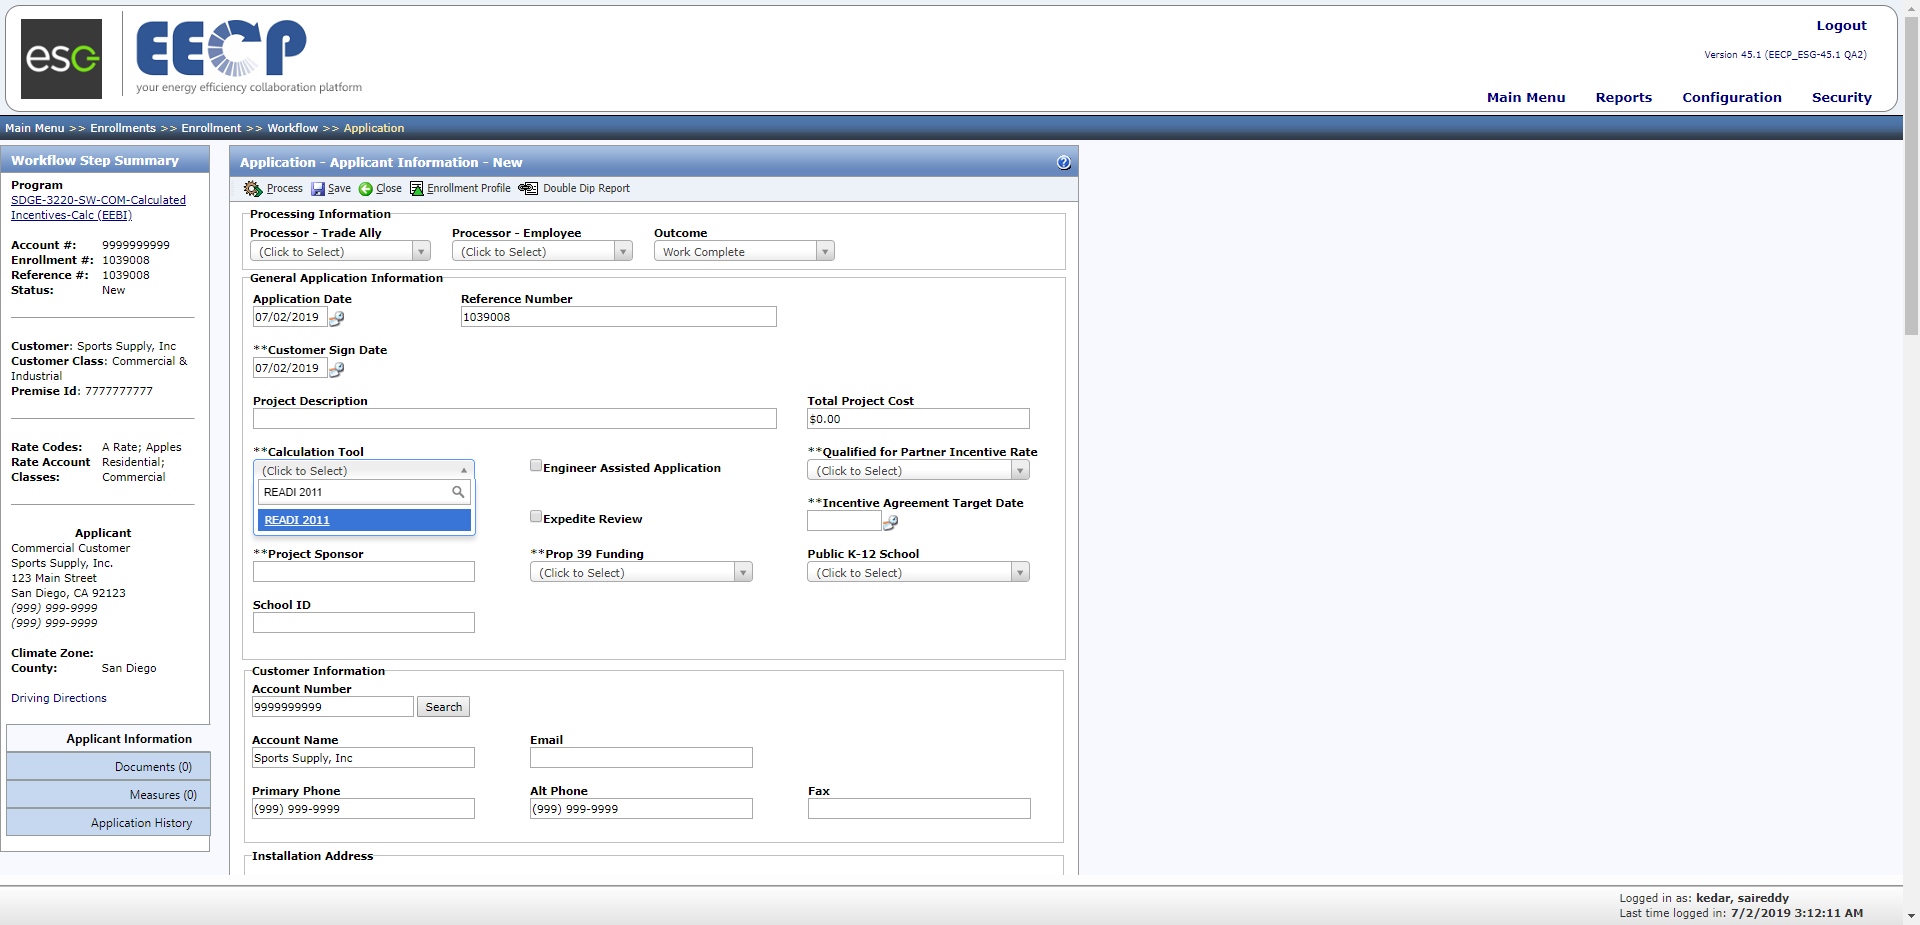 esg
EECP
your energy efficiency collaboration platform
Logout
Version 45.1 (EECP_ESG-45.1 QA2)
Main Menu Reports Configuration Security
Main Menu >> Enrollments >> Enrollment >> Workflow >> Application
Workflow Step Summary
Program
SDGE-3220-SW-COM-Calculated
Incentives-Calc (EEBI)
Account #: 9999999999
Enrollment #: 1039008
Reference #: 1039008
Status: New
Customer: Sports Supply, Inc
Customer Class: Commercial &
Industrial
Premise Id: 7777777777
Rate Codes: A Rate; Apples
Rate Account Residential;
Classes: Commercial
Applicant
Commercial Customer
Sports Supply, Inc.
123 Main Street
San Diego, CA 92123
(999) 999-9999
(999) 999-9999
Climate Zone:
County: San Diego
Driving Directions
Applicant Information
Documents (0)
Measures (0)
Application History
Application - Applicant Information - New
?
Process Save Close Enrollment Profile Double Dip Report
Processing Information
Processor - Trade Ally Processor - Employee Outcome
(Click to Select) (Click to Select) Work Complete
General Application Information
Application Date Reference Number
07/02/2019 1039008
**Customer Sign Date
07/02/2019
Project Description Total Project Cost
$0.00
**Calculation Tool Engineer Assisted Application **Qualified for Partner Incentive Rate
(Click to Select) (Click to Select)
READI 2011
READI 2011
Expedite Review **Incentive Agreement Target Date
**Project Sponsor **Prop 39 Funding Public K-12 School
(Click to Select) (Click to Select)
School ID
Customer Information
Account Number
9999999999 Search
Account Name Email
Sports Supply, Inc
Primary Phone Alt Phone Fax
(999) 999-9999 (999) 999-9999
Installation Address
Logged in as: kedar, saireddy
Last time logged in: 7/2/2019 3:12:11 AM